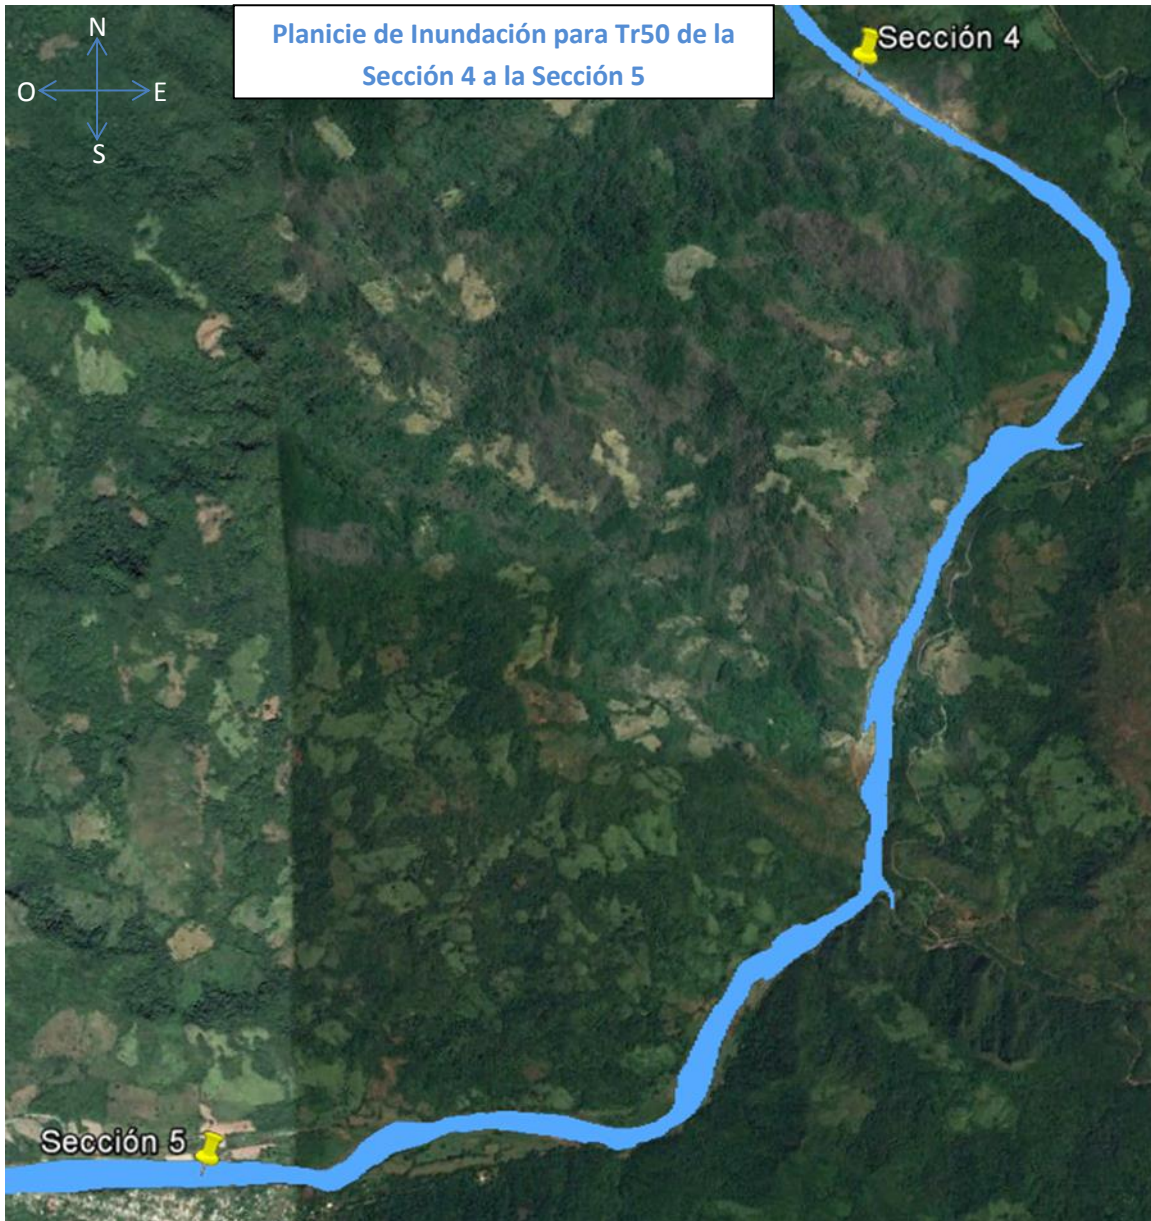 Planicie de Inundación para Tr50 de la
Sección 4 a la Sección 5
N
O E
S
Sección 4
Sección 5